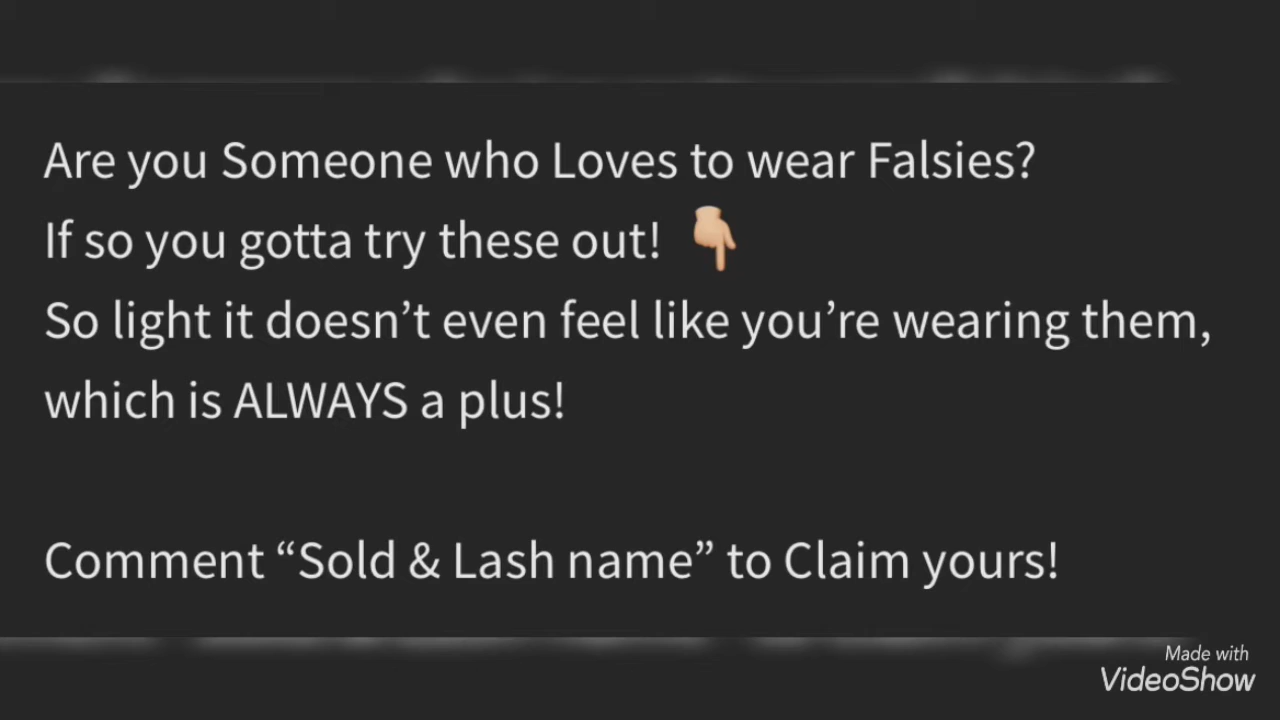 Are you Someone who Loves to wear Falsies?
If so you gotta try these out! 👇🏼
So light it doesn’t even feel like you’re wearing them,
which is ALWAYS a plus!
Comment “Sold & Lash name” to Claim yours!
Made with
VideoShow